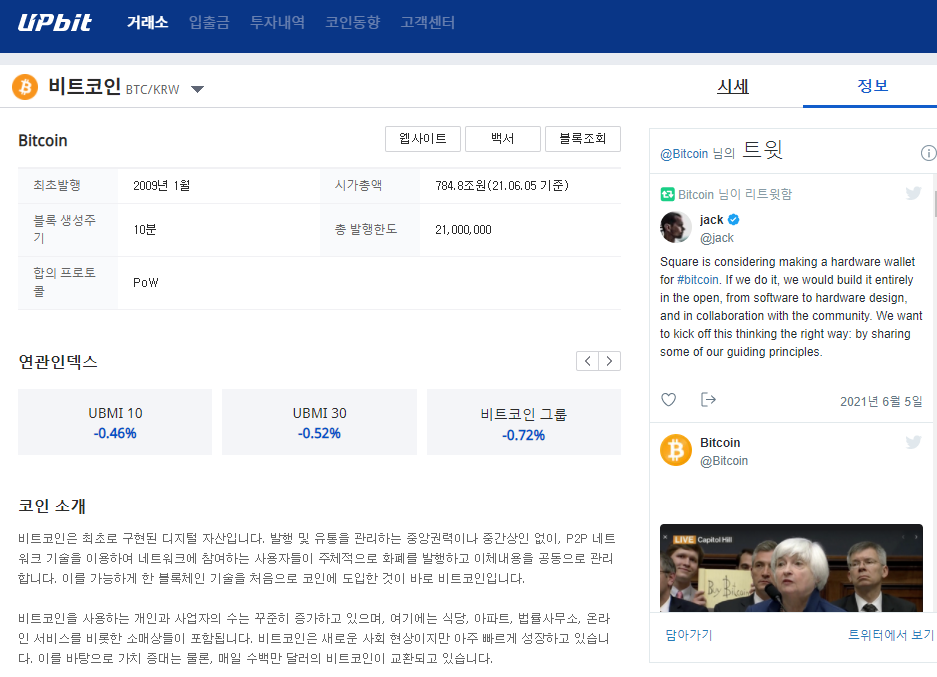 UPbit 거래소 입출금 투자내역 코인동향 고객센터
비트코인 BTC/KRW
시세 정보
Bitcoin
웹사이트 백서 블록조회
최초발행 2009년 1월 시가총액 784.8조원(21.06.05 기준)
블록 생성주
기
10분 총 발행한도 21,000,000
합의 프로토
콜
PoW
연관인덱스
UBMI 10
-0.46%
UBMI 30
-0.52%
비트코인 그룹
-0.72%
코인 소개
비트코인은 최초로 구현된 디지털 자산입니다. 발행 및 유통을 관리하는 중앙권력이나 중간상인 없이, P2P 네트
워크 기술을 이용하여 네트워크에 참여하는 사용자들이 주체적으로 화폐를 발행하고 이체내용을 공동으로 관리
합니다. 이를 가능하게 한 블록체인 기술을 처음으로 코인에 도입한 것이 바로 비트코인입니다.
비트코인을 사용하는 개인과 사업자의 수는 꾸준히 증가하고 있으며, 여기에는 식당, 아파트, 법률사무소, 온라
인 서비스를 비롯한 소매상들이 포함됩니다. 비트코인은 새로운 사회 현상이지만 아주 빠르게 성장하고 있습니
다. 이를 바탕으로 가치 증대는 물론, 매일 수백만 달러의 비트코인이 교환되고 있습니다.
@Bitcoin 님의 트윗
Bitcoin 님이 리트윗함
jack
@jack
Square is considering making a hardware wallet
for #bitcoin. If we do it, we would build it entirely
in the open, from software to hardware design,
and in collaboration with the community. We want
to kick off this thinking the right way: by sharing
some of our guiding principles.
2021년 6월 5일
Bitcoin
@Bitcoin
LIVE Capitol Hill
Buy Bitcoin
담아가기 트위터에서 보기